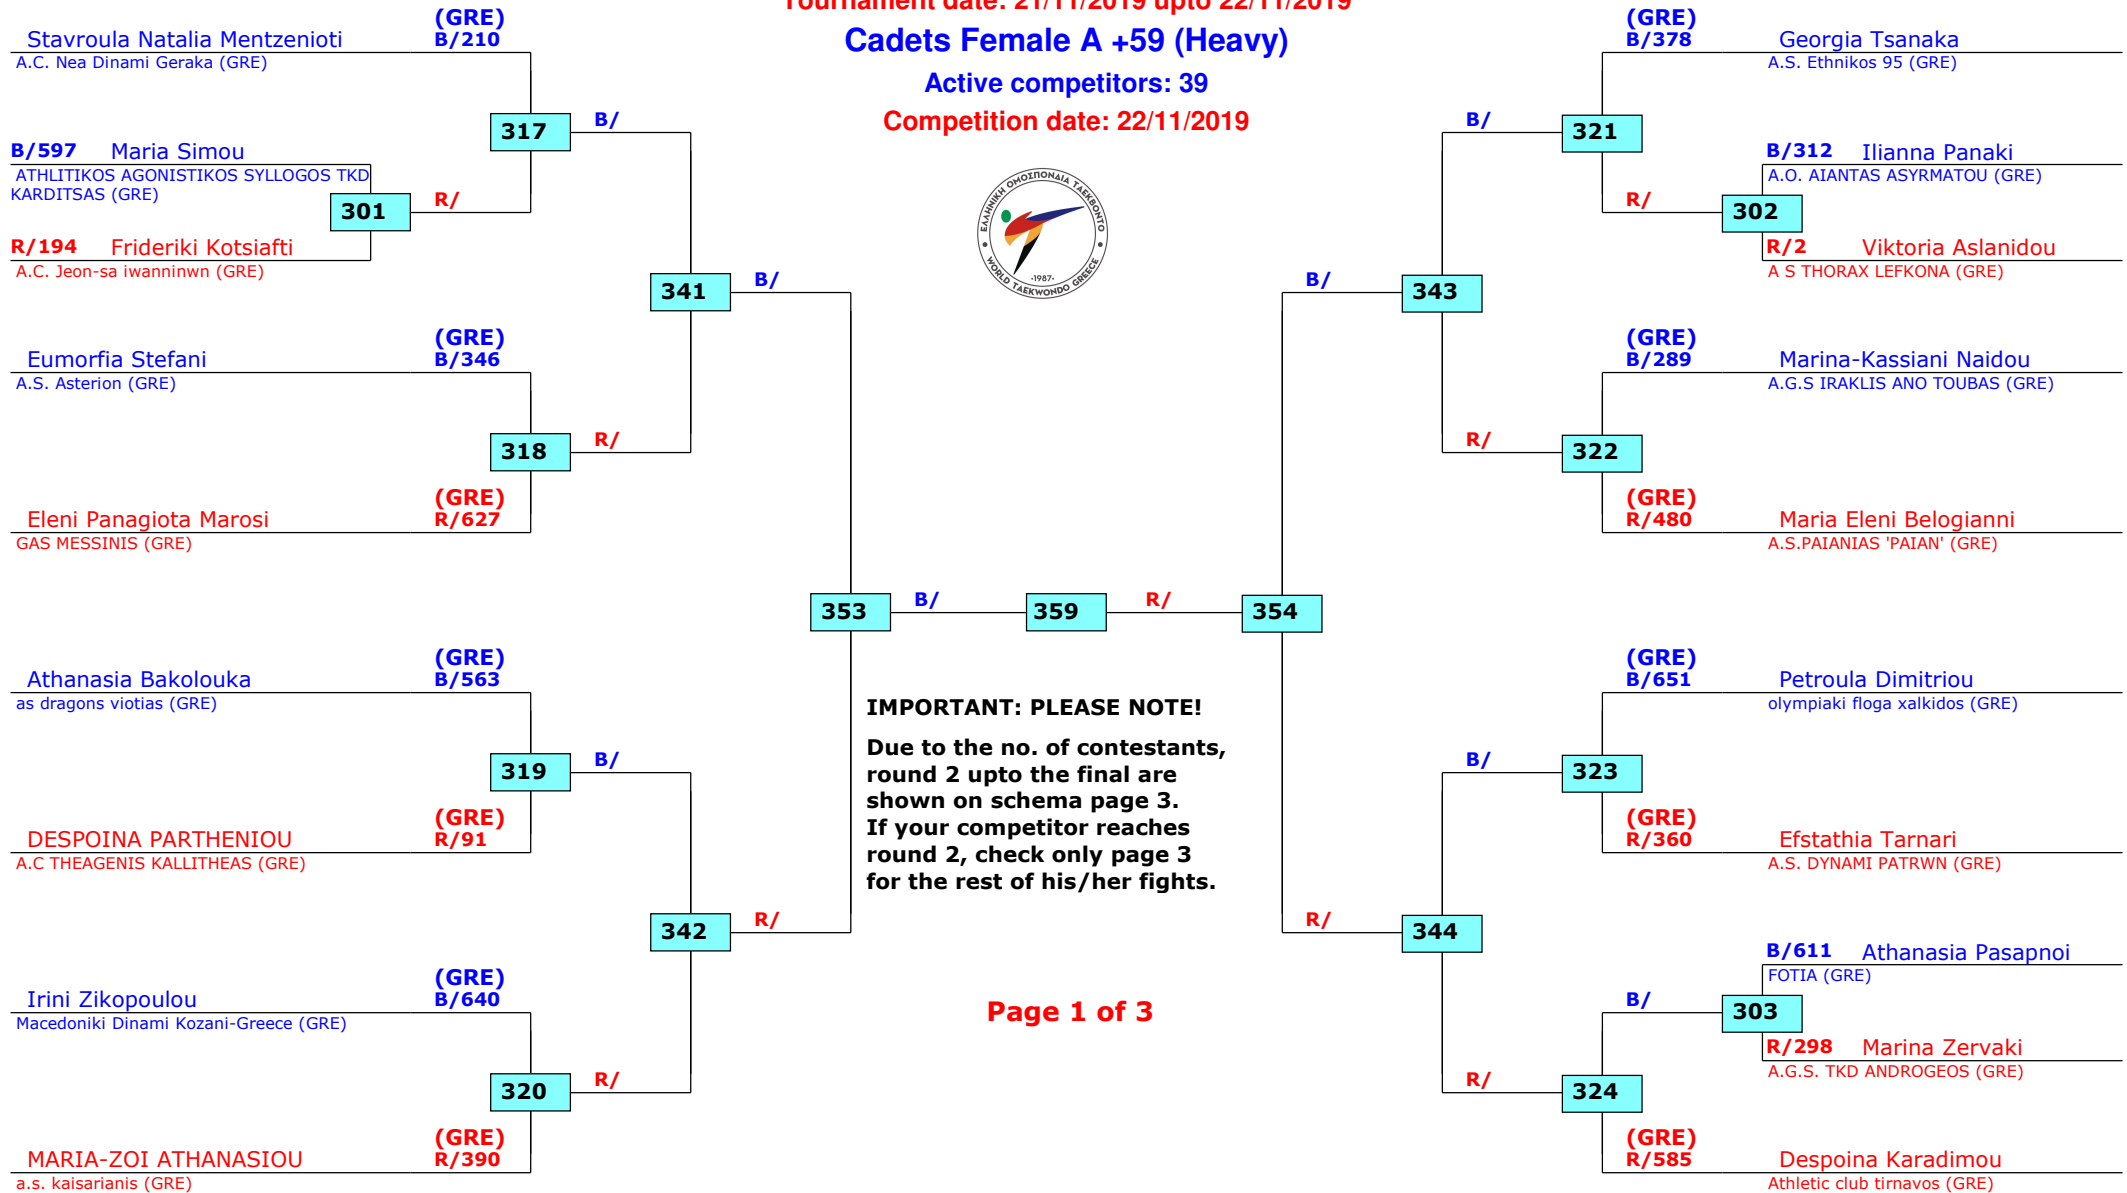 Tournament date: 21/11/2019 upto 22/11/2019
Cadets Female A +59 (Heavy)
Active competitors: 39
Competition date: 22/11/2019
ΕΛΛΗΝΙΚΗ ΟΜΟΣΠΟΝΔΙΑ ΤΑΕΚΒΟΝΤΟ
·1987·
WORLD TAEKWONDO GREECE
(GRE)
Stavroula Natalia Mentzenioti B/210
A.C. Nea Dinami Geraka (GRE)
317 B/
B/597 Maria Simou
ATHLITIKOS AGONISTIKOS SYLLOGOS TKD
KARDITSAS (GRE)
301 R/
R/194 Frideriki Kotsiafti
A.C. Jeon-sa iwanninwn (GRE)
341 B/
(GRE)
Eumorfia Stefani B/346
A.S. Asterion (GRE)
318 R/
(GRE)
Eleni Panagiota Marosi R/627
GAS MESSINIS (GRE)
353 B/ 359 R/ 354
(GRE)
Athanasia Bakolouka B/563
as dragons viotias (GRE)
319 B/
(GRE)
DESPOINA PARTHENIOU R/91
A.C THEAGENIS KALLITHEAS (GRE)
342 R/
(GRE)
Irini Zikopoulou B/640
Macedoniki Dinami Kozani-Greece (GRE)
320 R/
(GRE)
MARIA-ZOI ATHANASIOU R/390
a.s. kaisarianis (GRE)
IMPORTANT: PLEASE NOTE!
Due to the no. of contestants,
round 2 upto the final are
shown on schema page 3.
If your competitor reaches
round 2, check only page 3
for the rest of his/her fights.
Page 1 of 3
(GRE)
B/378 Georgia Tsanaka
A.S. Ethnikos 95 (GRE)
B/ 321
B/312 Ilianna Panaki
A.O. AIANTAS ASYRMATOU (GRE)
R/ 302
R/2 Viktoria Aslanidou
A S THORAX LEFKONA (GRE)
B/ 343
(GRE)
B/289 Marina-Kassiani Naidou
A.G.S IRAKLIS ANO TOUBAS (GRE)
R/ 322
(GRE)
R/480 Maria Eleni Belogianni
A.S.PAIANIAS 'PAIAN' (GRE)
(GRE)
B/651 Petroula Dimitriou
olympiaki floga xalkidos (GRE)
B/ 323
(GRE)
R/360 Efstathia Tarnari
A.S. DYNAMI PATRWN (GRE)
R/ 344
B/611 Athanasia Pasapnoi
FOTIA (GRE)
B/ 303
R/298 Marina Zervaki
A.G.S. TKD ANDROGEOS (GRE)
R/ 324
(GRE)
R/585 Despoina Karadimou
Athletic club tirnavos (GRE)